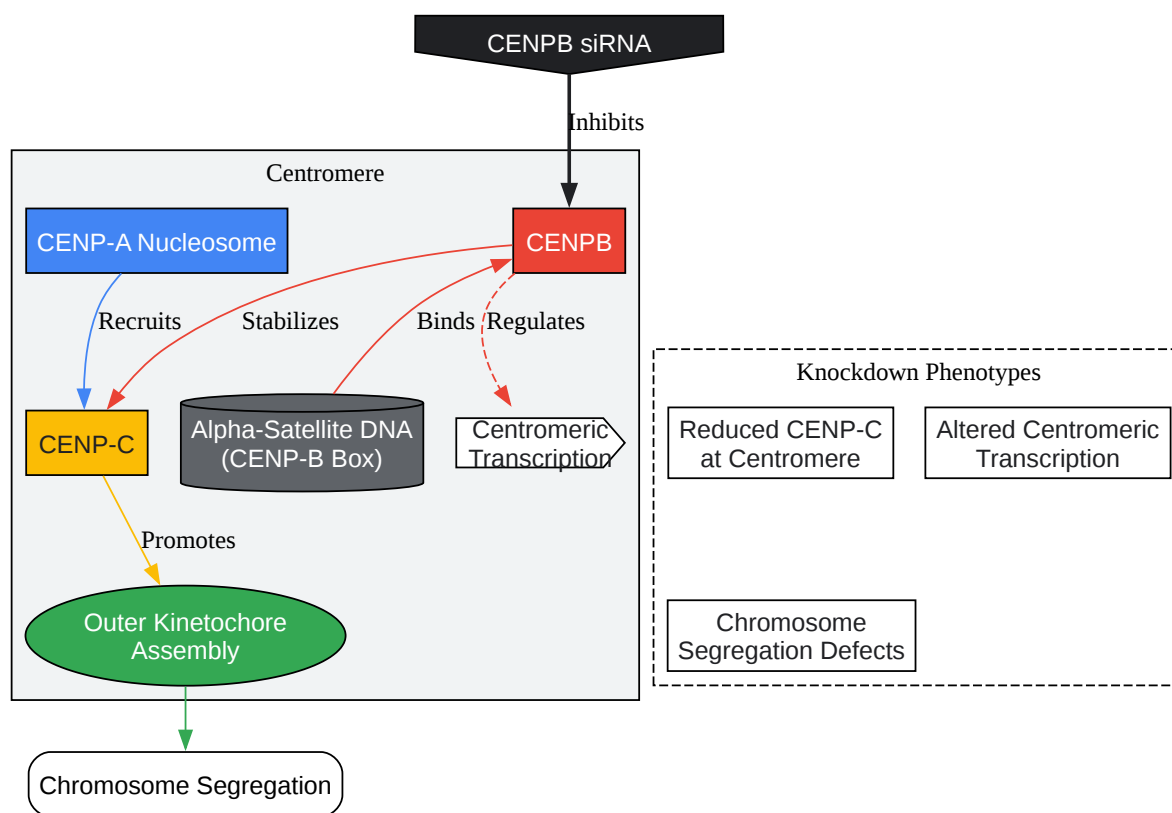 CENPB siRNA
Inhibits
Centromere
CENP-A Nucleosome
CENPB
Recruits
Stabilizes
Binds
Regulates
CENP-C
Alpha-Satellite DNA
(CENP-B Box)
Centromeric
Transcription
Promotes
Outer Kinetochore
Assembly
Chromosome Segregation
Knockdown Phenotypes
Reduced CENP-C
at Centromere
Altered Centromeric
Transcription
Chromosome
Segregation Defects